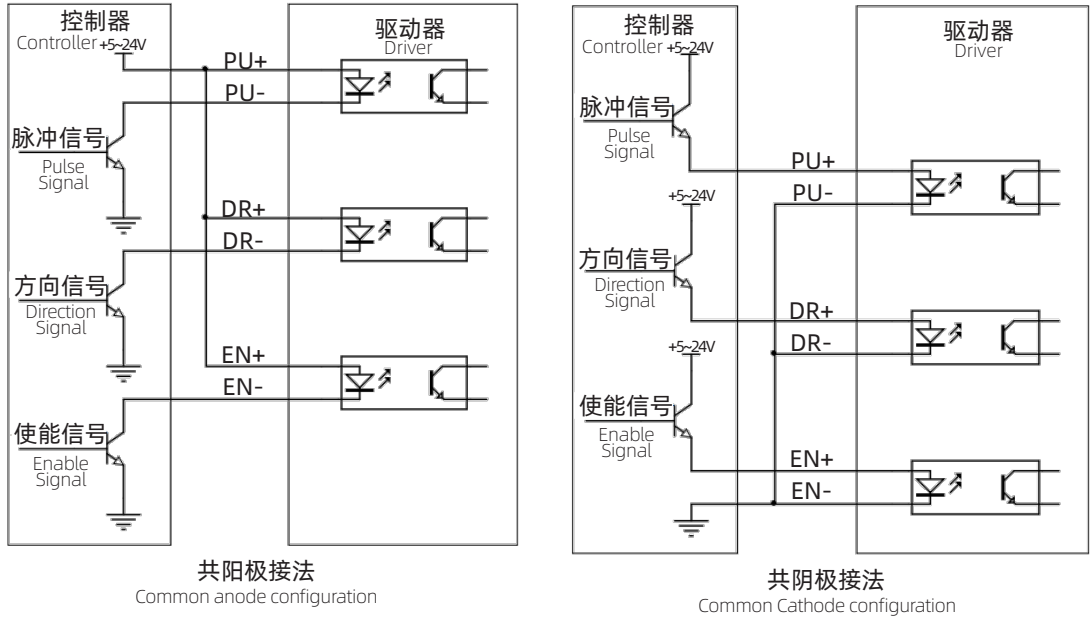 控制器
Controller +5~24V
驱动器
Driver
PU+
PU-
脉冲信号
Pulse
Signal
DR+
DR-
方向信号
Direction
Signal
EN+
EN-
使能信号
Enable
Signal
共阳极接法
Common anode configuration
控制器
Controller +5~24V
驱动器
Driver
脉冲信号
Pulse
Signal
PU+
PU-
+5~24V
方向信号
Direction
Signal
DR+
DR-
+5~24V
使能信号
Enable
Signal
EN+
EN-
共阴极接法
Common Cathode configuration